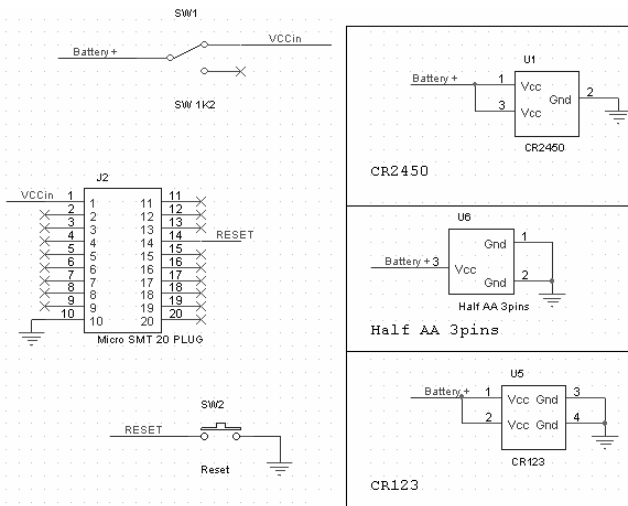 SW1
VCCin
Battery+
SW 1K2
J2
VCCin 1 1 11 11
2 2 12 12
3 3 13 13
4 4 14 14 RESET
5 5 15 15
6 6 16 16
7 7 17 17
8 8 18 18
9 9 19 19
10 10 20 20
Micro SMT 20 PLUG
SW2
RESET
Reset
U1
Battery + 1 Vcc
Gnd 2
3 Vcc
CR2450
CR2450
U6
Gnd 1
Battery + 3 Vcc
Gnd 2
Half AA 3pins
Half AA 3pins
U5
Battery + 1 Vcc Gnd 3
2 Vcc Gnd 4
CR123
CR123